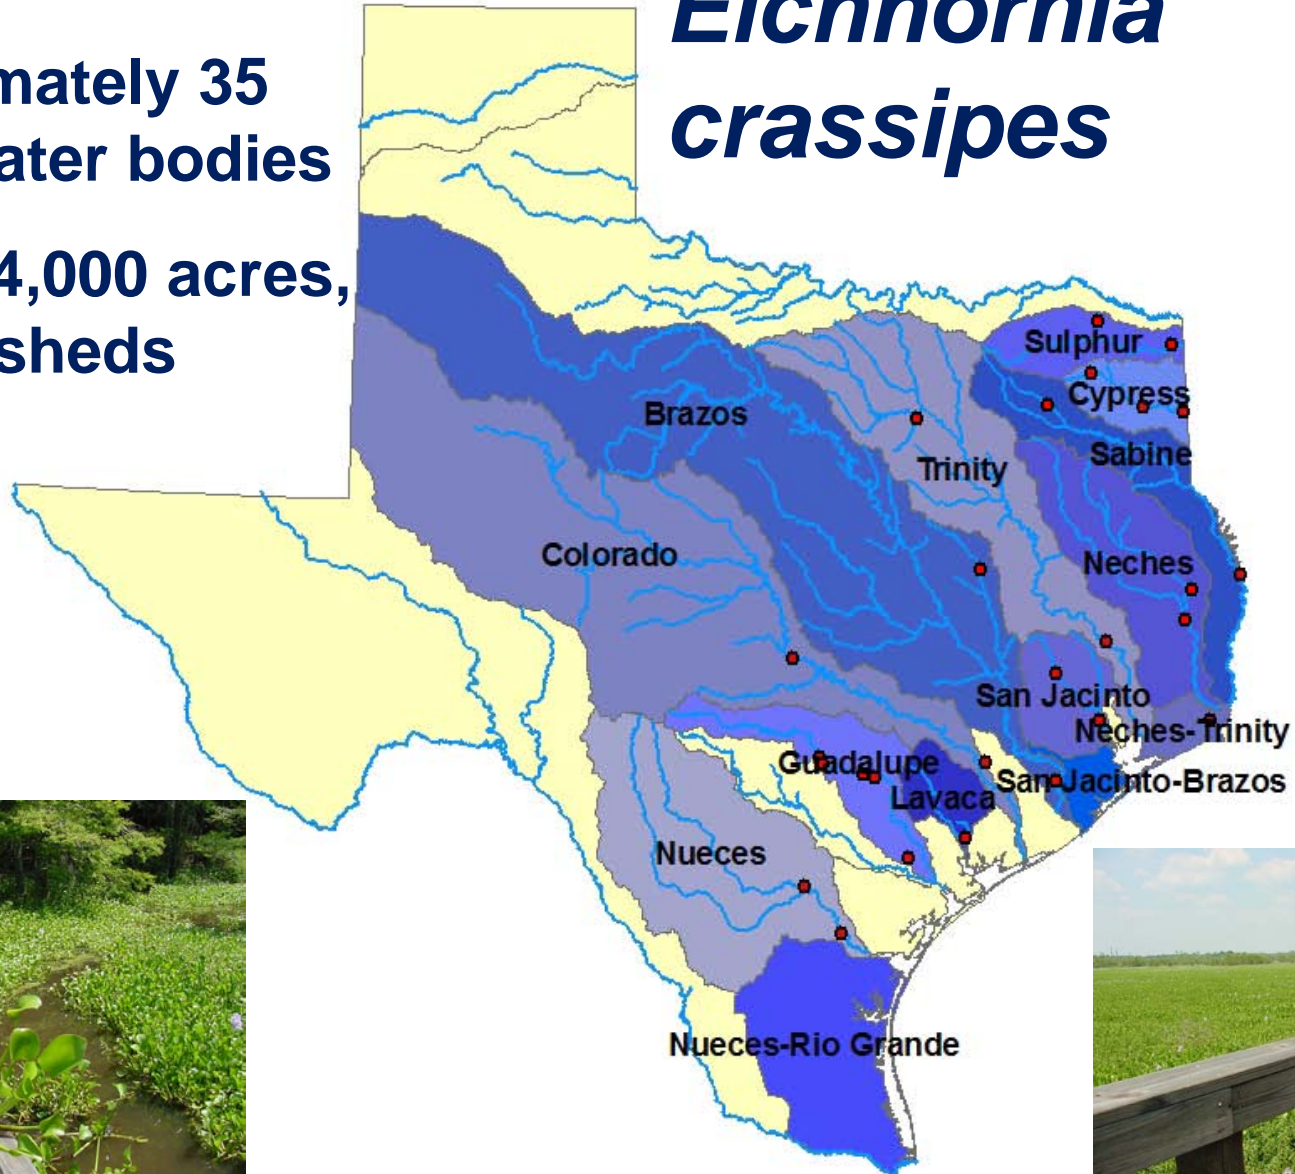 Eichhornia
crassipes
mately 35
ater bodies
4,000 acres,
sheds
Sulphur
Cypress
Brazos
Trinity
Sabine
Colorado
Neches
San Jacinto
Neches-Trinity
Guadalupe
San Jacinto-Brazos
Lavaca
Nueces
Nueces-Rio Grande